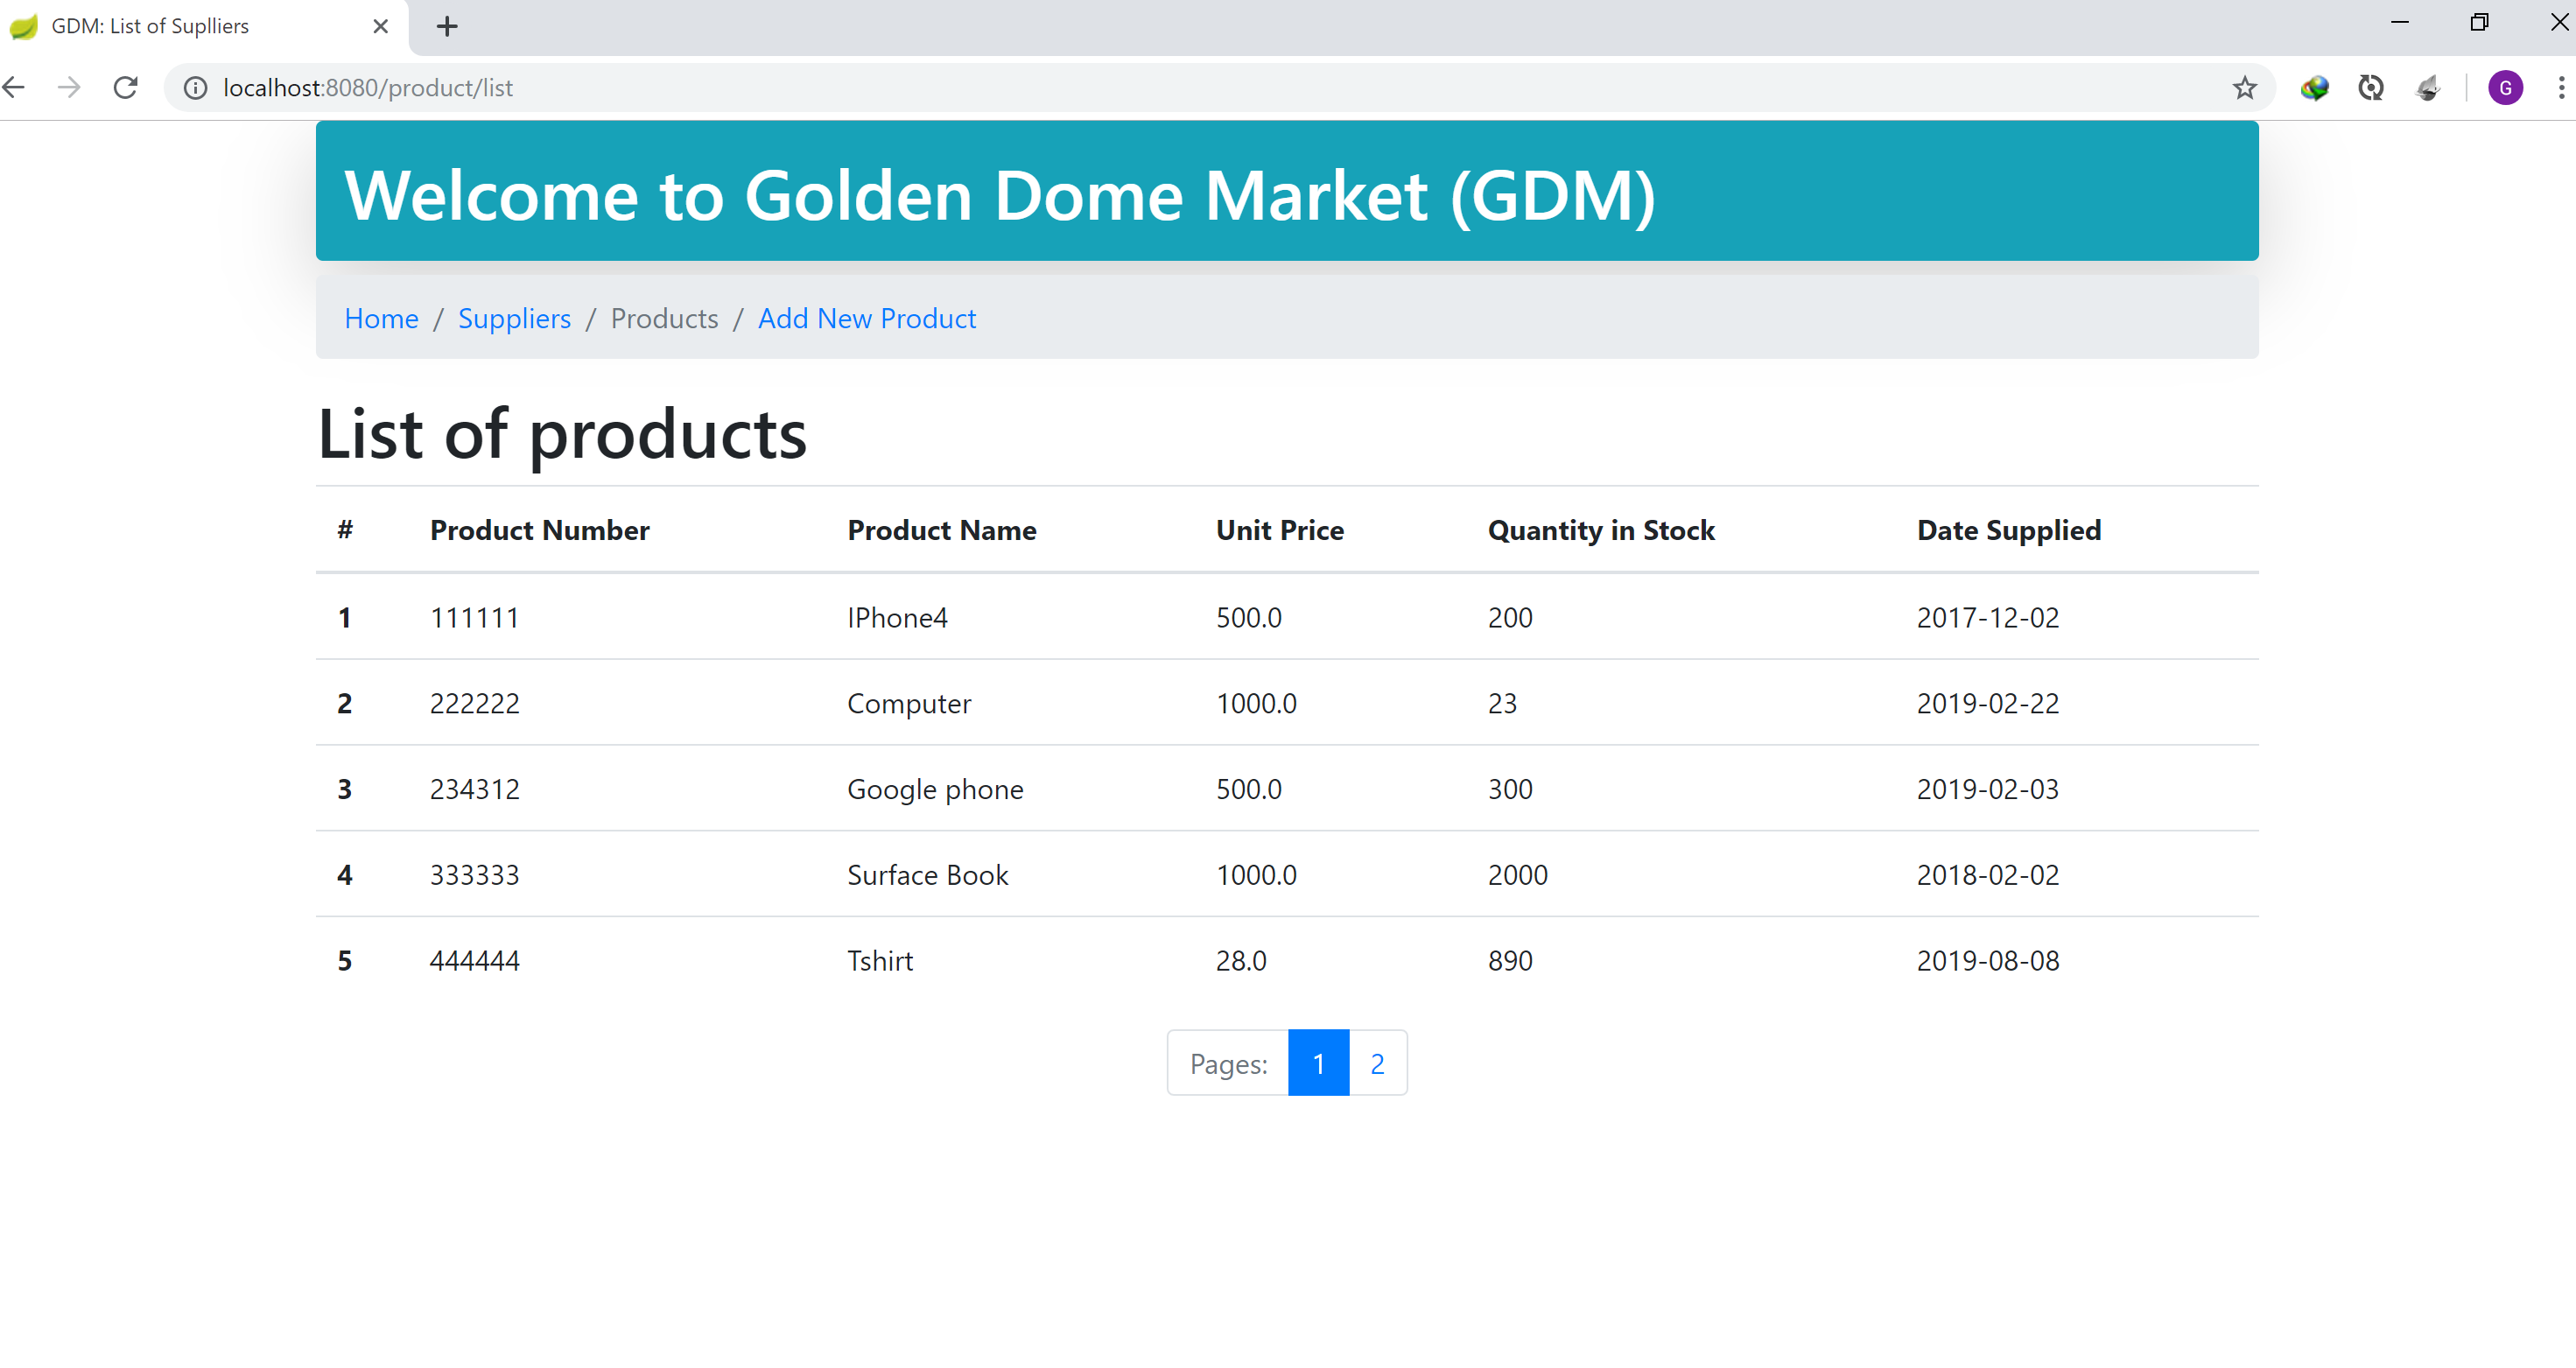 GDM: List of Suplliers
localhost:8080/product/list
G
Welcome to Golden Dome Market (GDM)
Home / Suppliers / Products / Add New Product
List of products
# Product Number Product Name Unit Price Quantity in Stock Date Supplied
1 111111 IPhone4 500.0 200 2017-12-02
2 222222 Computer 1000.0 23 2019-02-22
3 234312 Google phone 500.0 300 2019-02-03
4 333333 Surface Book 1000.0 2000 2018-02-02
5 444444 Tshirt 28.0 890 2019-08-08
Pages: 1 2